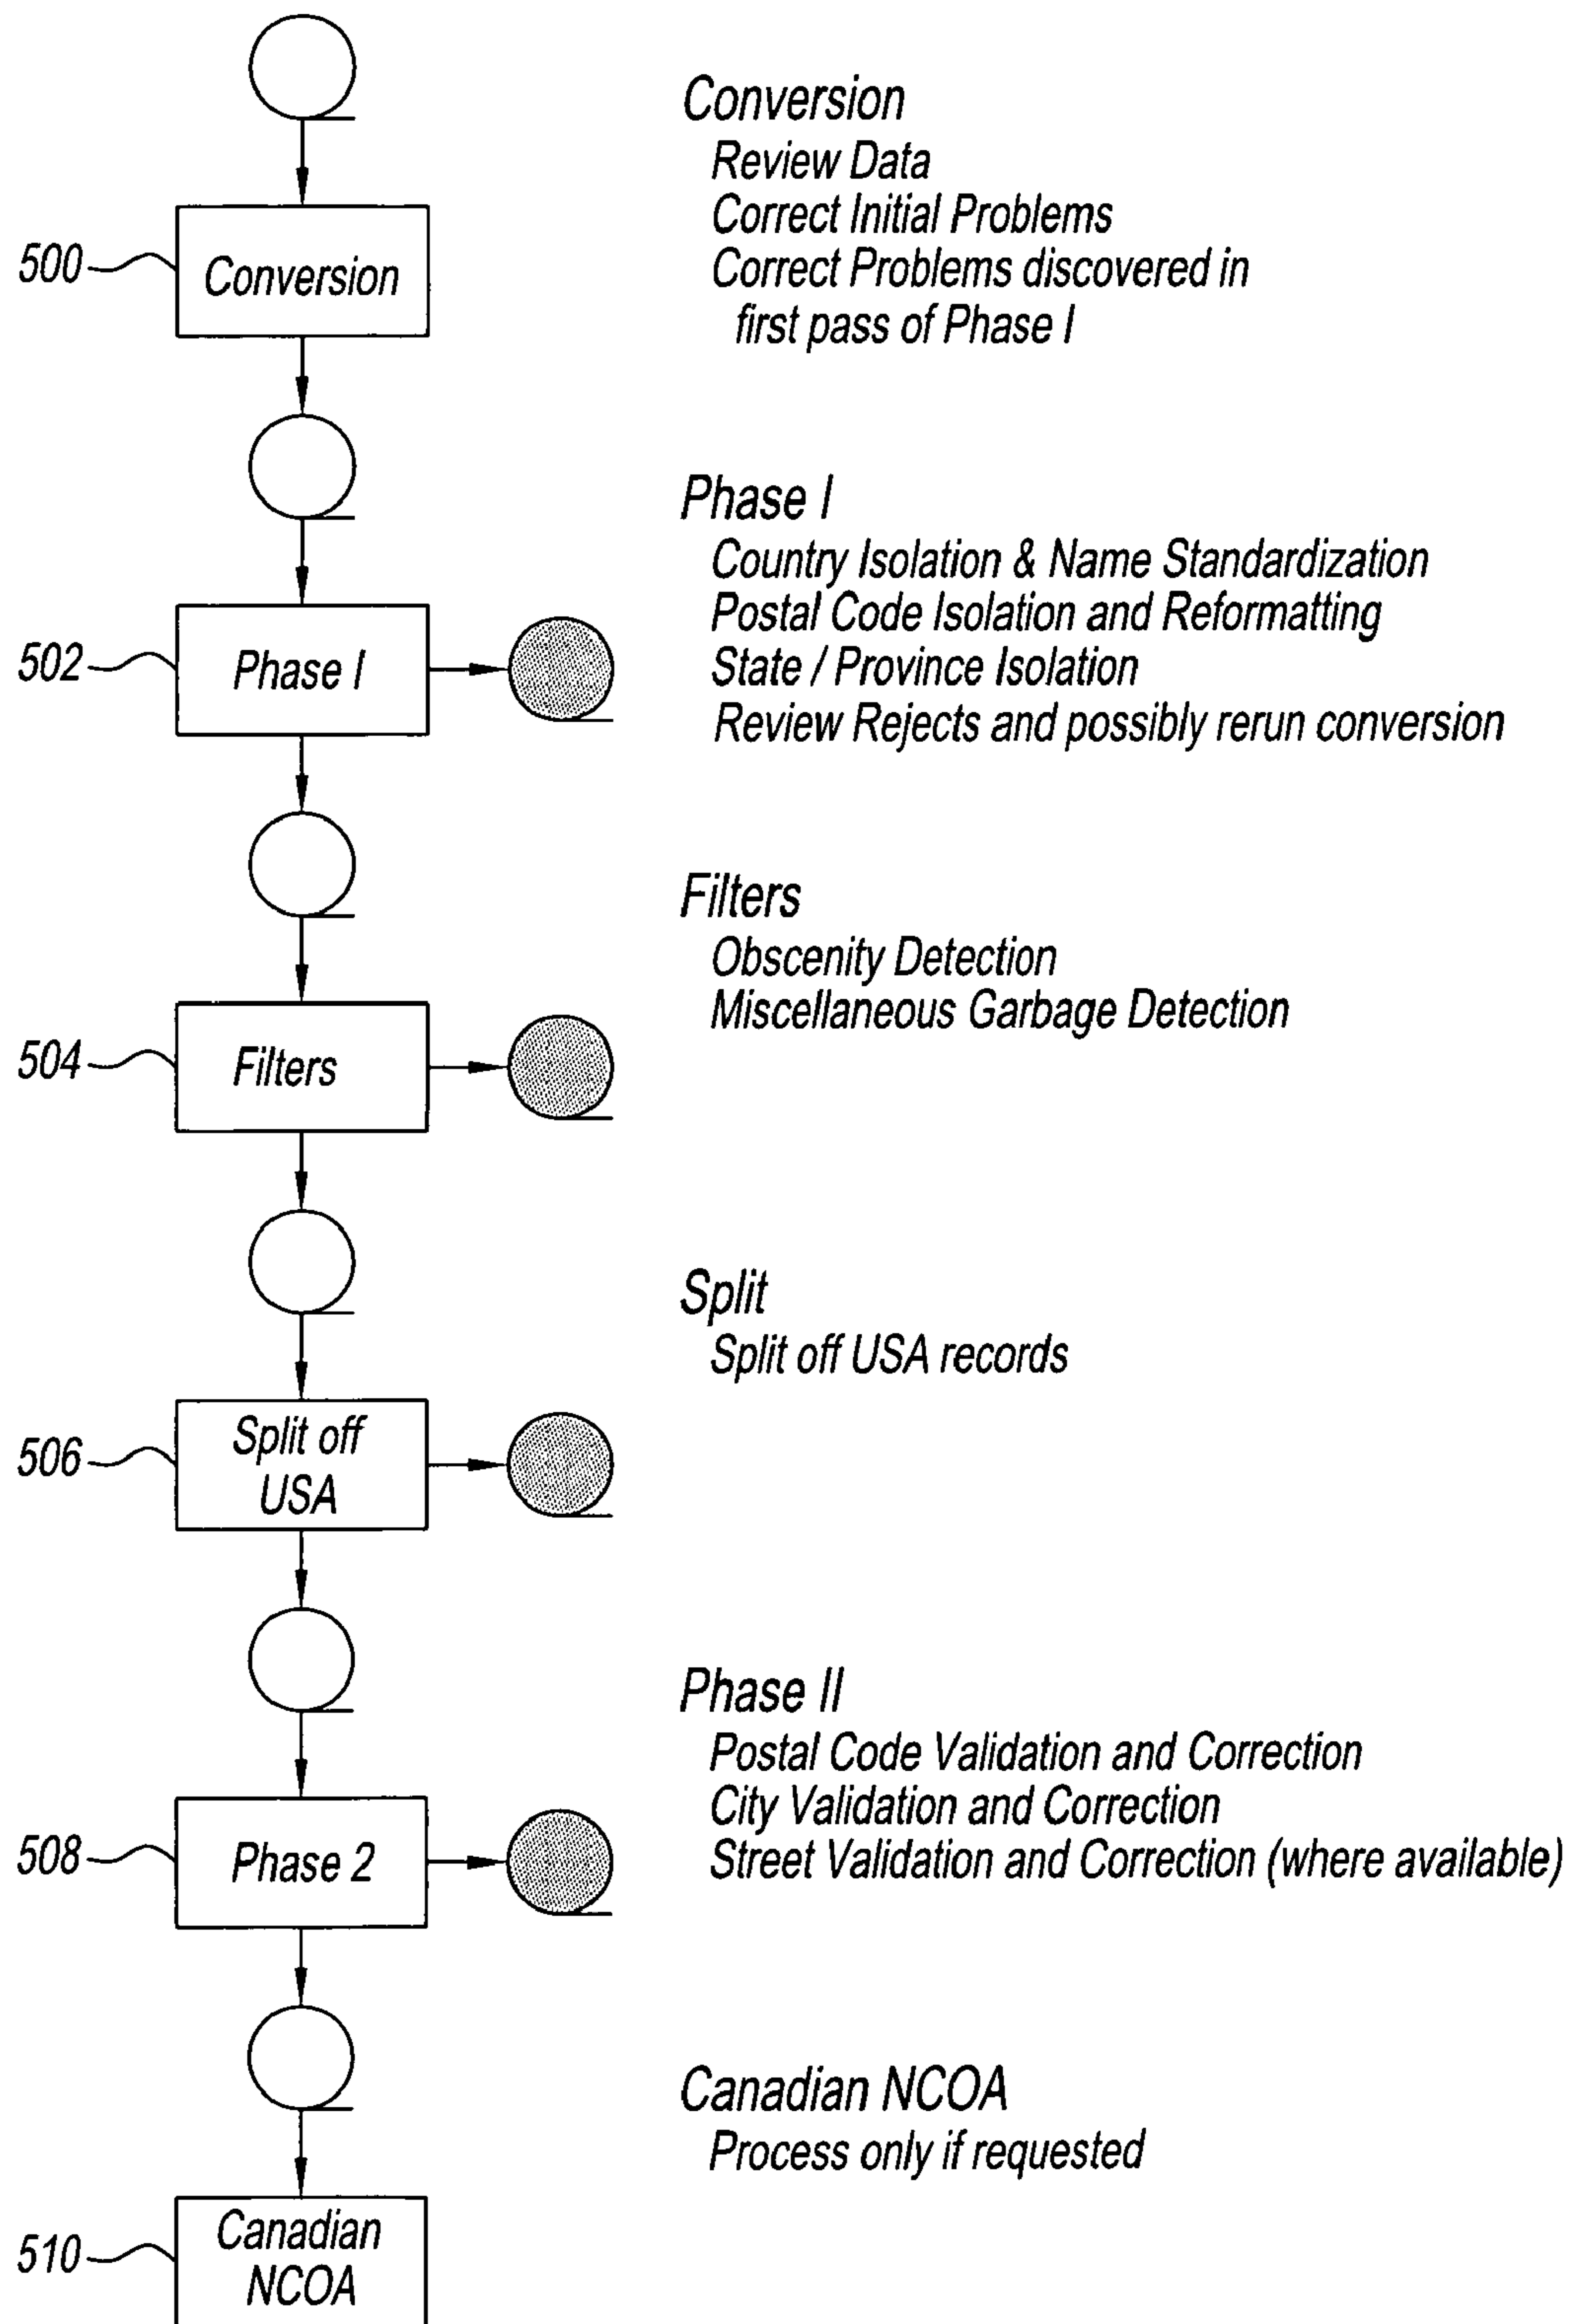 Conversion
Review Data
Correct Initial Problems
Correct Problems discovered in
first pass of Phase I
500
Conversion
Phase I
Country Isolation & Name Standardization
Postal Code Isolation and Reformatting
State / Province Isolation
Review Rejects and possibly rerun conversion
502
Phase I
Filters
Obscenity Detection
Miscellaneous Garbage Detection
504
Filters
Split
Split off USA records
506
Split off
USA
Phase II
Postal Code Validation and Correction
City Validation and Correction
Street Validation and Correction (where available)
508
Phase 2
Canadian NCOA
Process only if requested
510
Canadian
NCOA